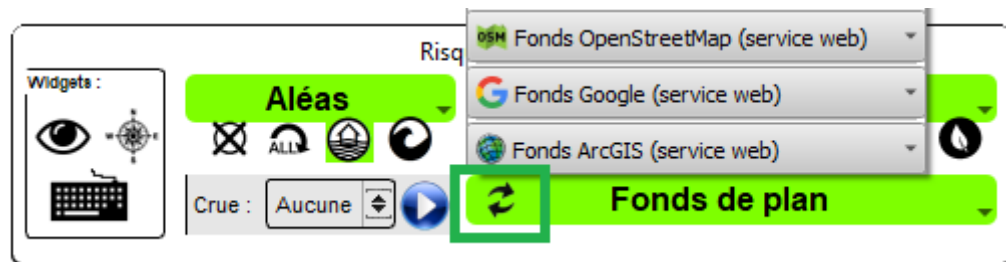 OSM Fonds OpenStreetMap (service web)
Risq
Widgets :
Aléas
G Fonds Google (service web)
ALL
Fonds ArcGIS (service web)
Crue : Aucune
Fonds de plan